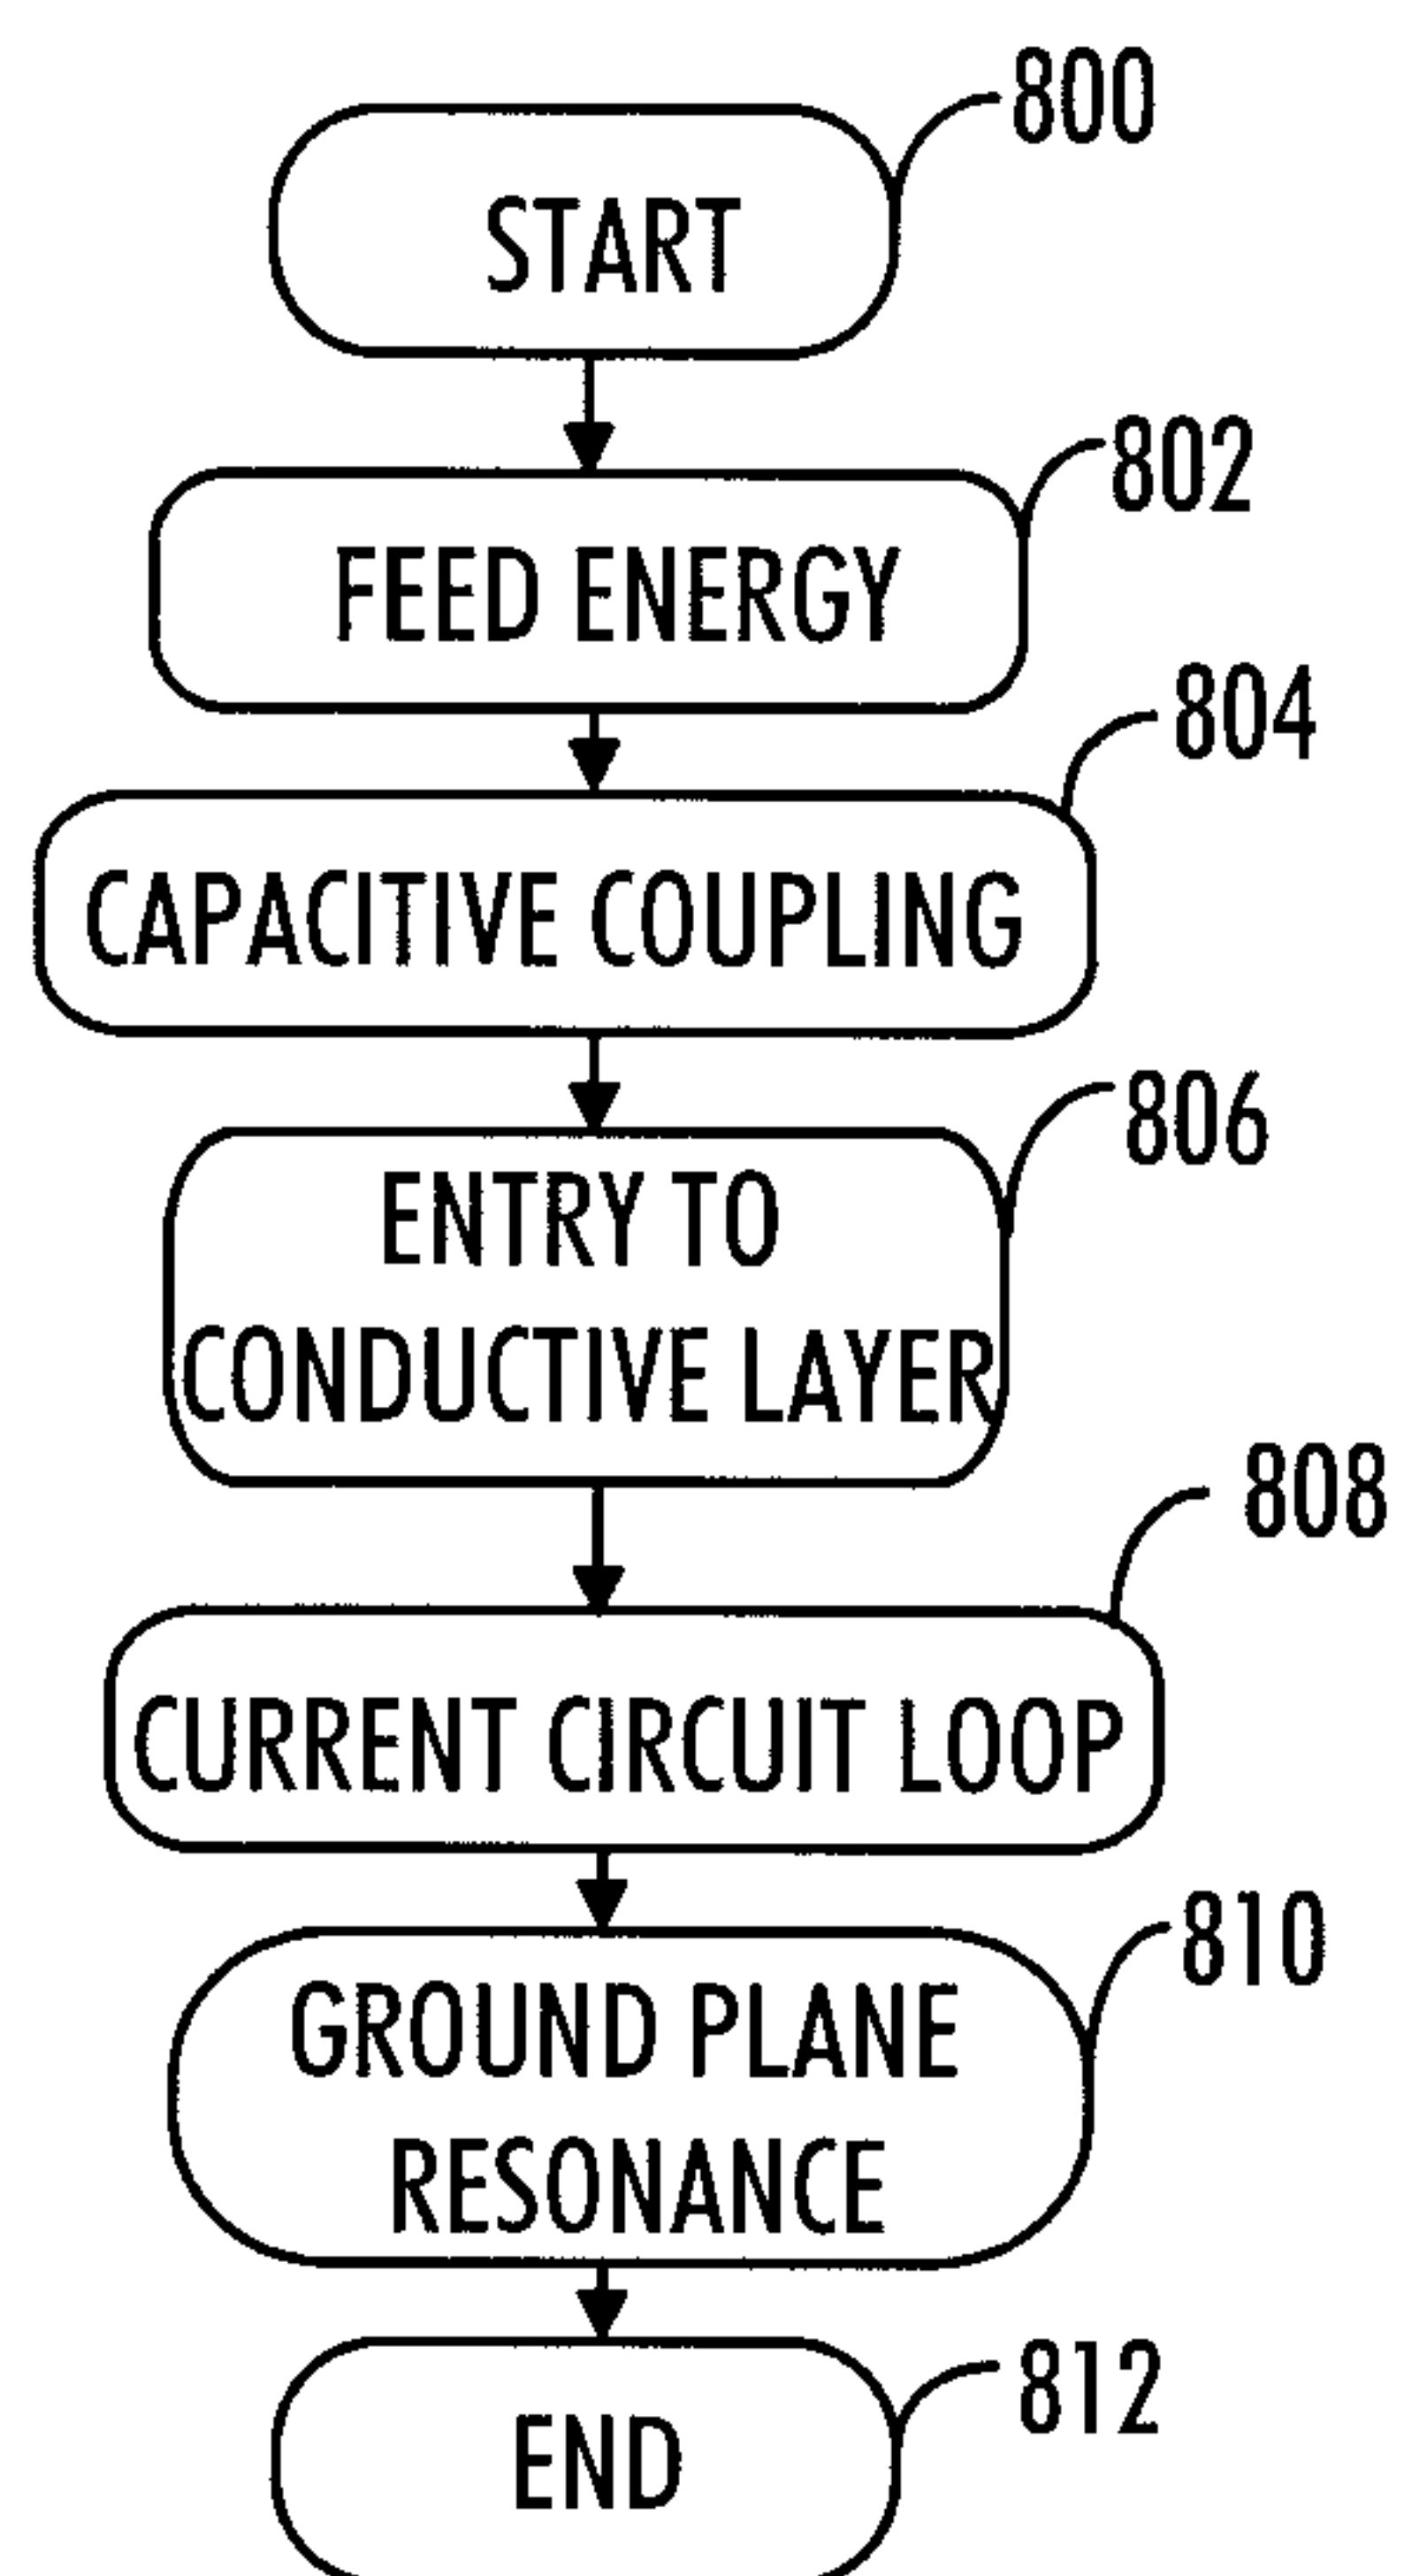 800
START
802
FEED ENERGY
804
CAPACITIVE COUPLING
806
ENTRY TO
CONDUCTIVE LAYER
808
CURRENT CIRCUIT LOOP
810
GROUND PLANE
RESONANCE
812
END